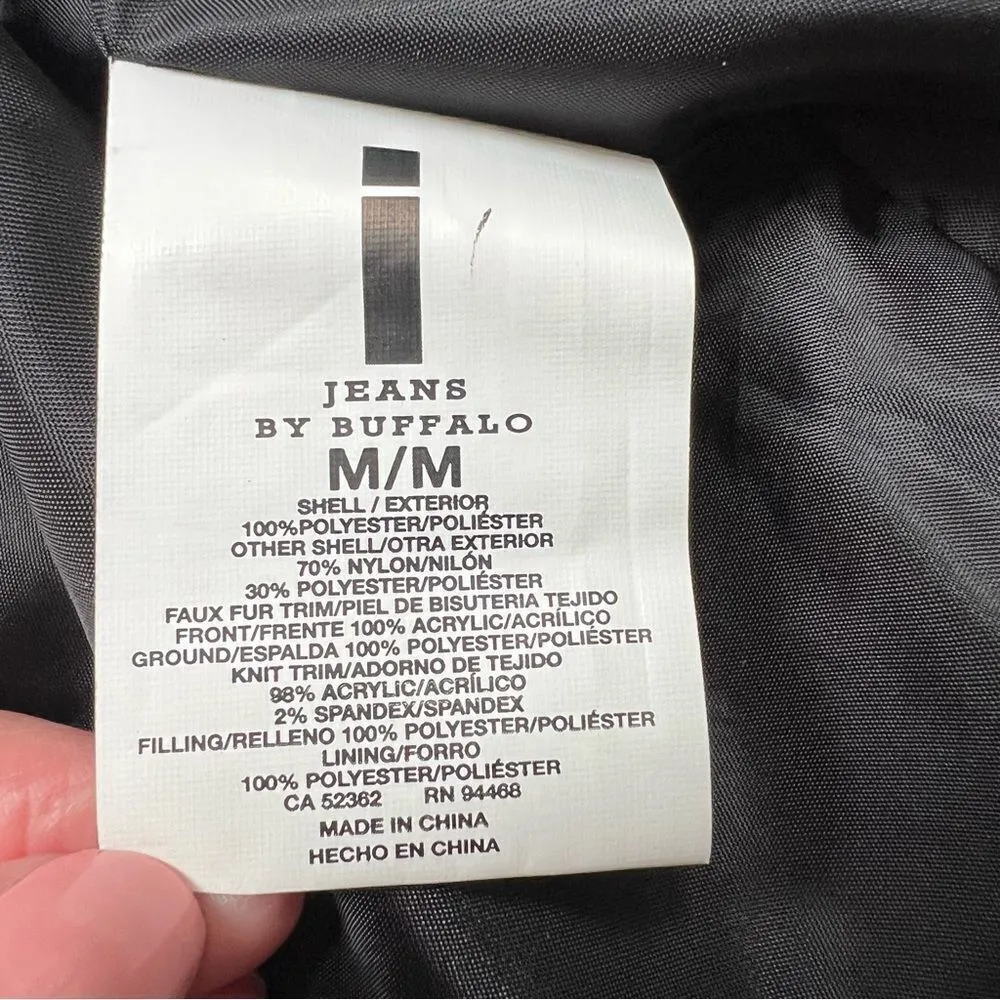 i
JEANS
BY BUFFALO
M/M
SHELL / EXTERIOR
100%POLYESTER/POLIÉSTER
OTHER SHELL/OTRA EXTERIOR
70% NYLON/NILÓN
30% POLYESTER/POLIÉSTER
FAUX FUR TRIM/PIEL DE BISUTERIA TEJIDO
FRONT/FRENTE 100% ACRYLIC/ACRÍLICO
GROUND/ESPALDA 100% POLYESTER/POLIÉSTER
KNIT TRIM/ADORNO DE TEJIDO
98% ACRYLIC/ACRÍLICO
2% SPANDEX/SPANDEX
FILLING/RELLENO 100% POLYESTER/POLIÉSTER
LINING/FORRO
100% POLYESTER/POLIÉSTER
CA 52362 RN 94468
MADE IN CHINA
HECHO EN CHINA